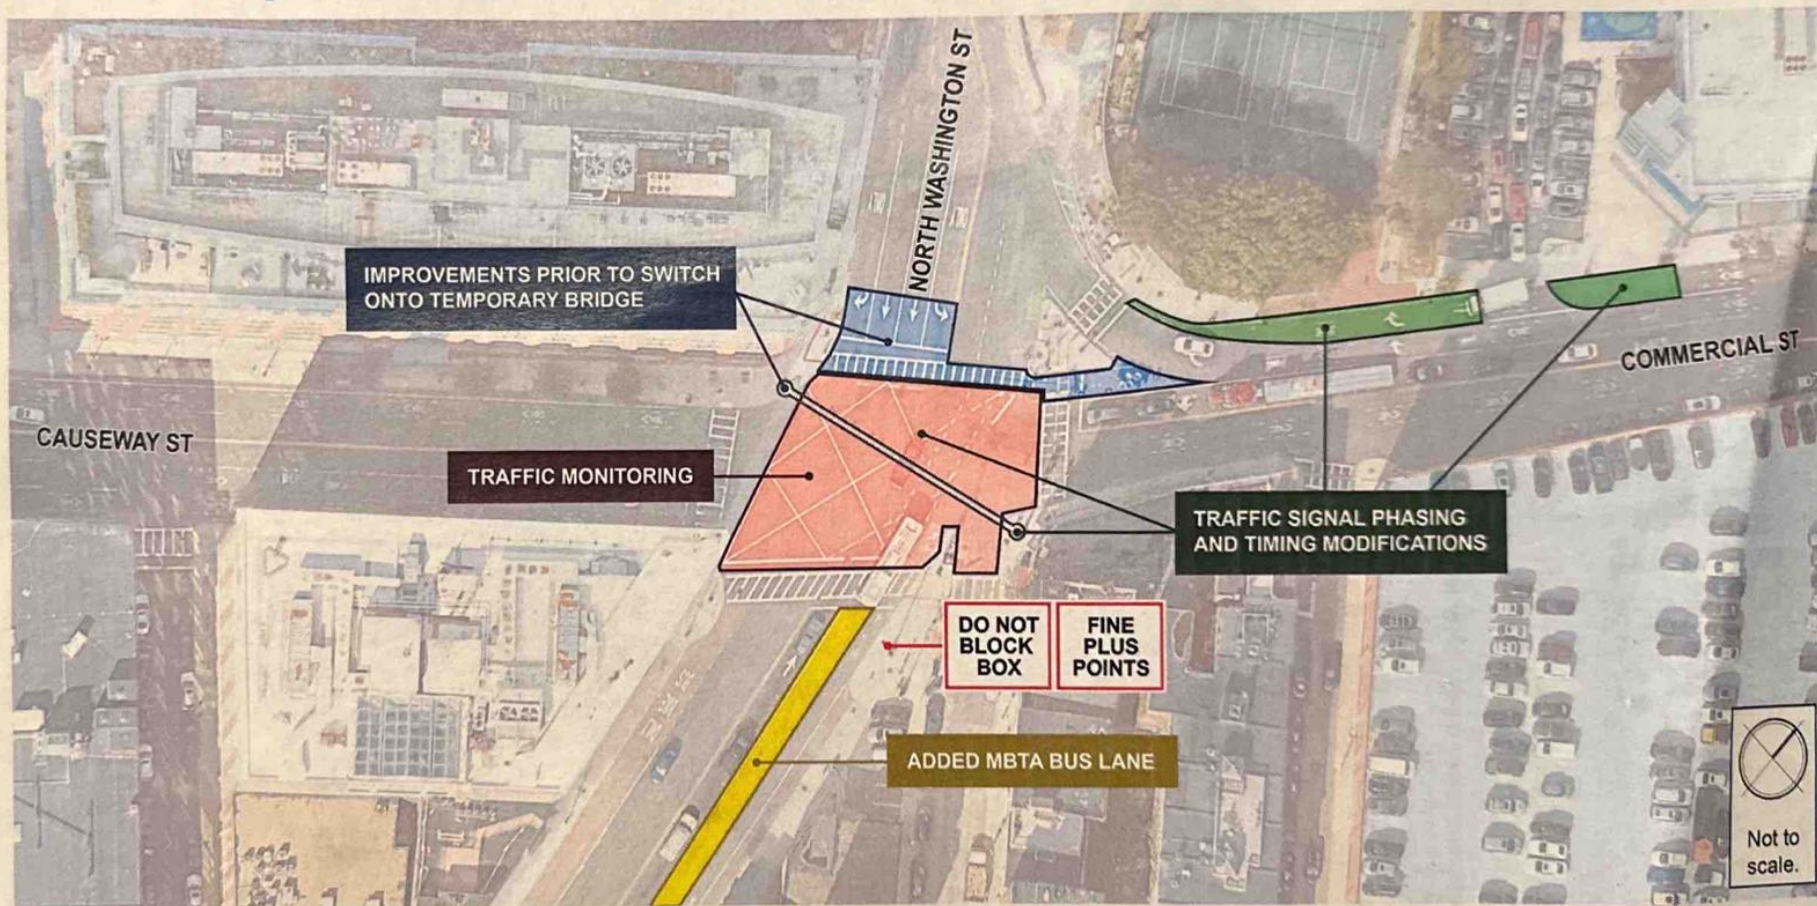 NORTH WASHINGTON ST
IMPROVEMENTS PRIOR TO SWITCH
ONTO TEMPORARY BRIDGE
COMMERCIAL ST
CAUSEWAY ST
TRAFFIC MONITORING
TRAFFIC SIGNAL PHASING
AND TIMING MODIFICATIONS
DO NOT
BLOCK
BOX
FINE
PLUS
POINTS
ADDED MBTA BUS LANE
Not to
scale.